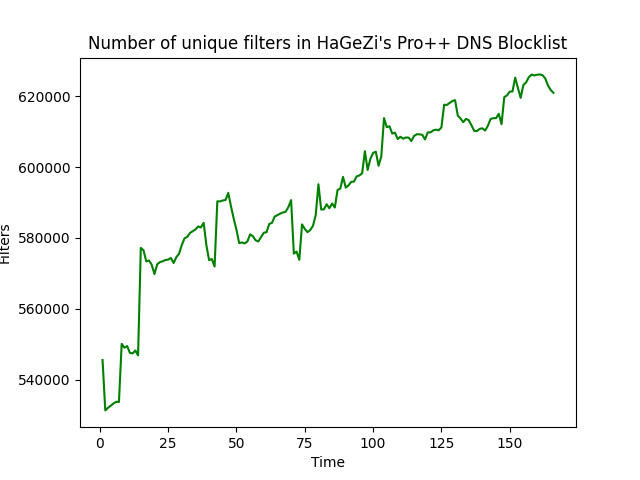 Number of unique filters in HaGeZi's Pro++ DNS Blocklist
620000
600000
580000
560000
540000
Filters
0 25 50 75 100 125 150
Time